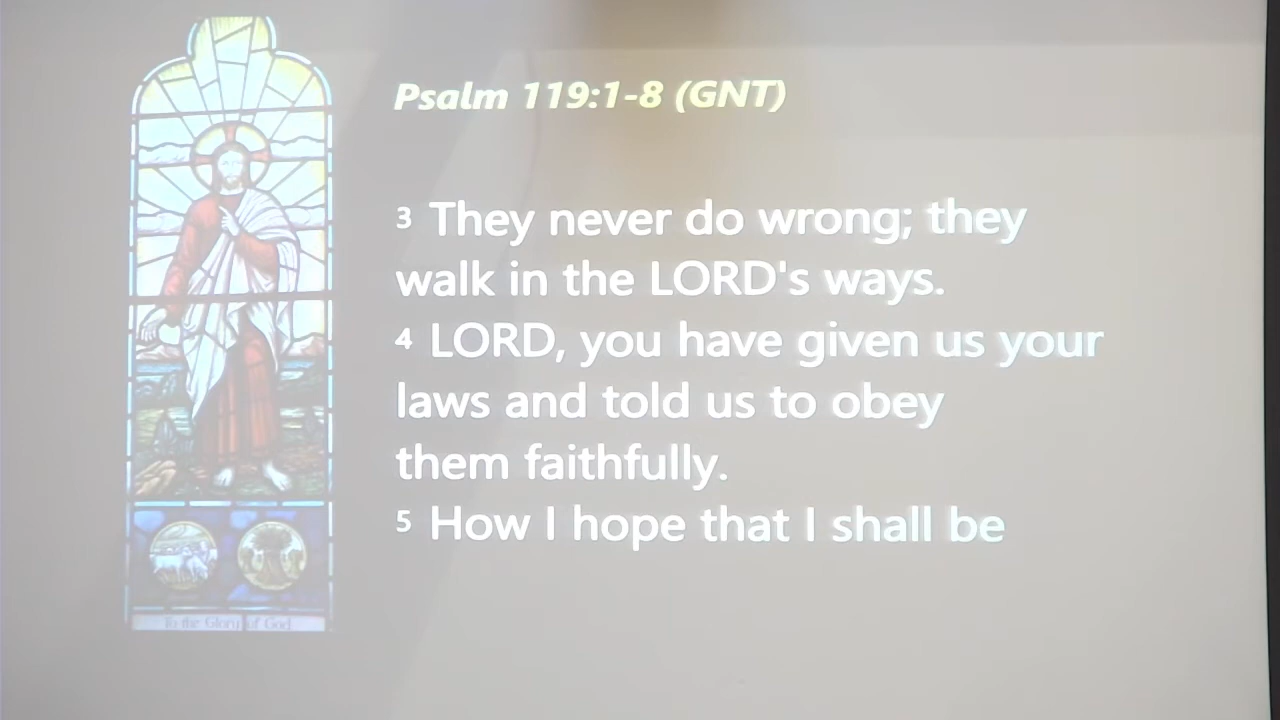 Psalm 119:1-8 (GNT)
3 They never do wrong; they
walk in the LORD's ways.
4 LORD, you have given us your
laws and told us to obey
them faithfully.
5 How I hope that I shall be
To the Glory of God